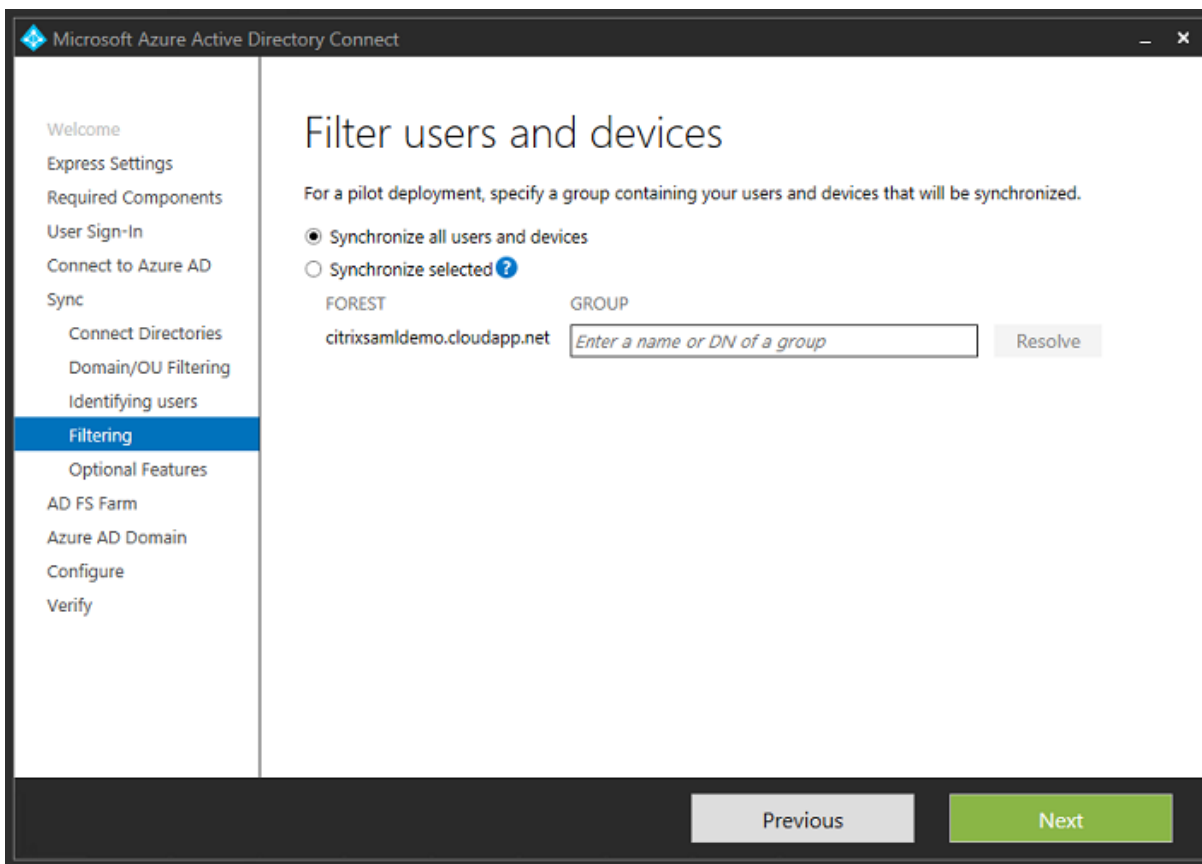 Microsoft Azure Active Directory Connect
Welcome
Express Settings
Required Components
User Sign-In
Connect to Azure AD
Sync
Connect Directories
Domain/OU Filtering
Identifying users
Filtering
Optional Features
AD FS Farm
Azure AD Domain
Configure
Verify
Filter users and devices
For a pilot deployment, specify a group containing your users and devices that will be synchronized.
Synchronize all users and devices
Synchronize selected ?
FOREST GROUP
citrixsamldemo.cloudapp.net Enter a name or DN of a group Resolve
Previous Next